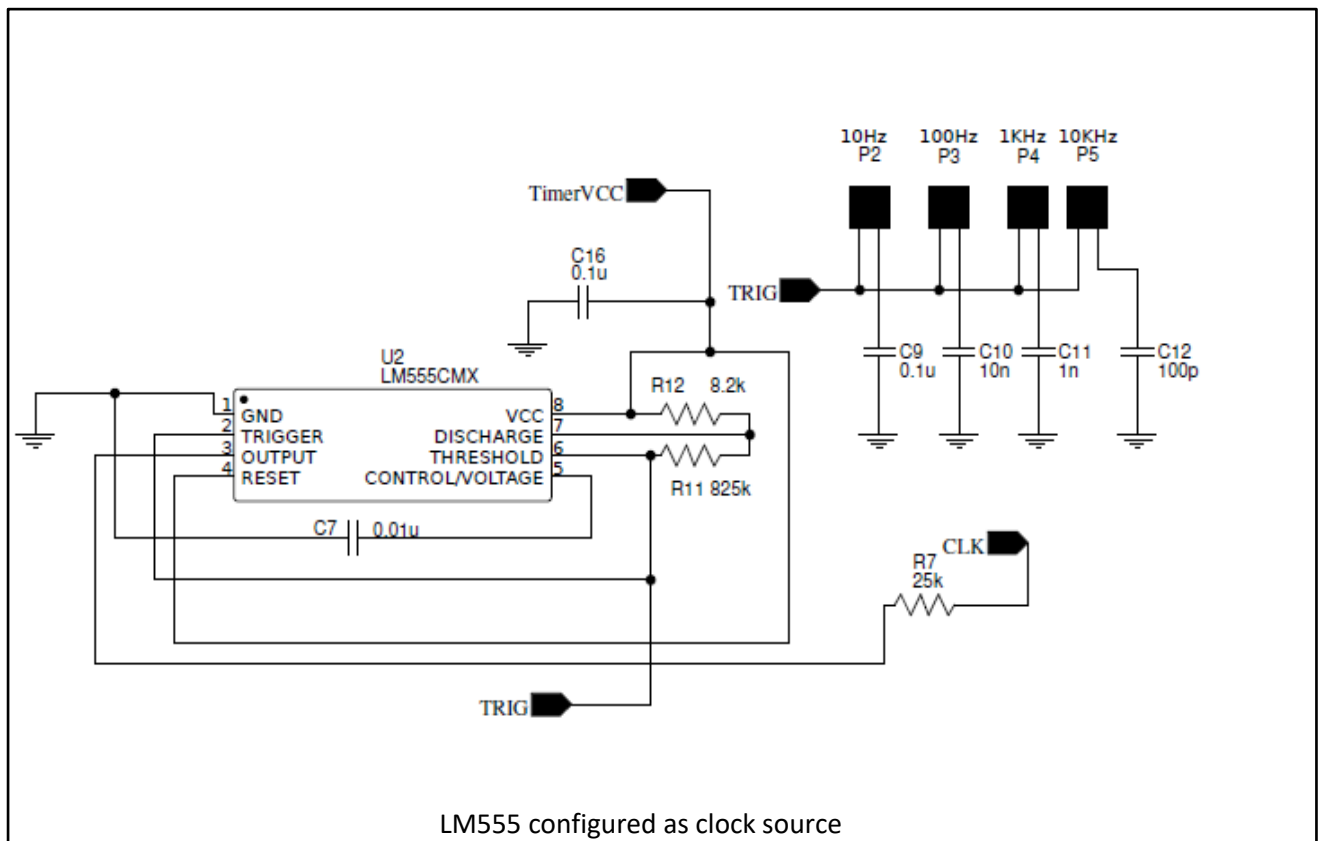 10Hz 100Hz 1KHz 10KHz
P2 P3 P4 P5
TimerVCC
C16
0.1u
TRIG
U2
LM555CMX
C9 C10 C11 C12
0.1u 10n 1n 100p
R12 8.2k
1 GND VCC 8
2 TRIGGER DISCHARGE 7
3 OUTPUT THRESHOLD 6
4 RESET CONTROL/VOLTAGE 5
R11 825k
C7 0.01u
CLK
R7
25k
TRIG
LM555 configured as clock source